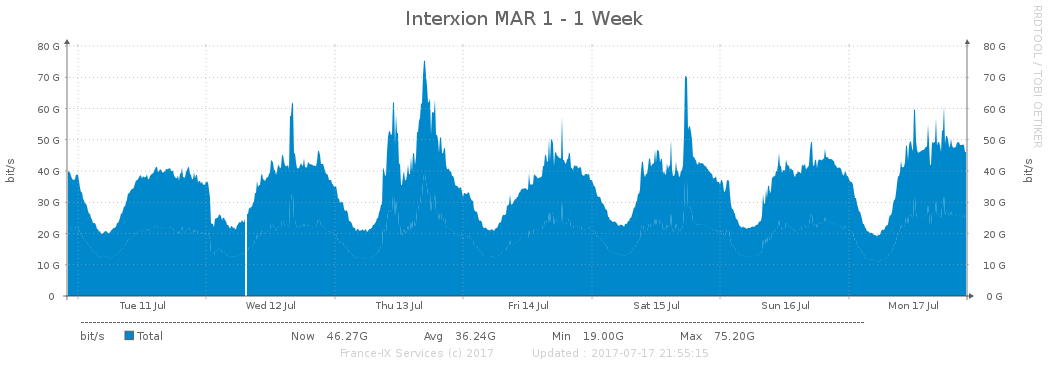 Interxion MAR 1 - 1 Week
RRDTOOL / TOBI OETIKER
bit/s
80 G
70 G
60 G
50 G
40 G
30 G
20 G
10 G
0
80 G
70 G
60 G
50 G
40 G
30 G
20 G
10 G
0 G
bit/s
Tue 11 Jul Wed 12 Jul Thu 13 Jul Fri 14 Jul Sat 15 Jul Sun 16 Jul Mon 17 Jul
bit/s Total Now 46.27G Avg 36.24G Min 19.00G Max 75.20G
France-IX Services (c) 2017 Updated : 2017-07-17 21:55:15